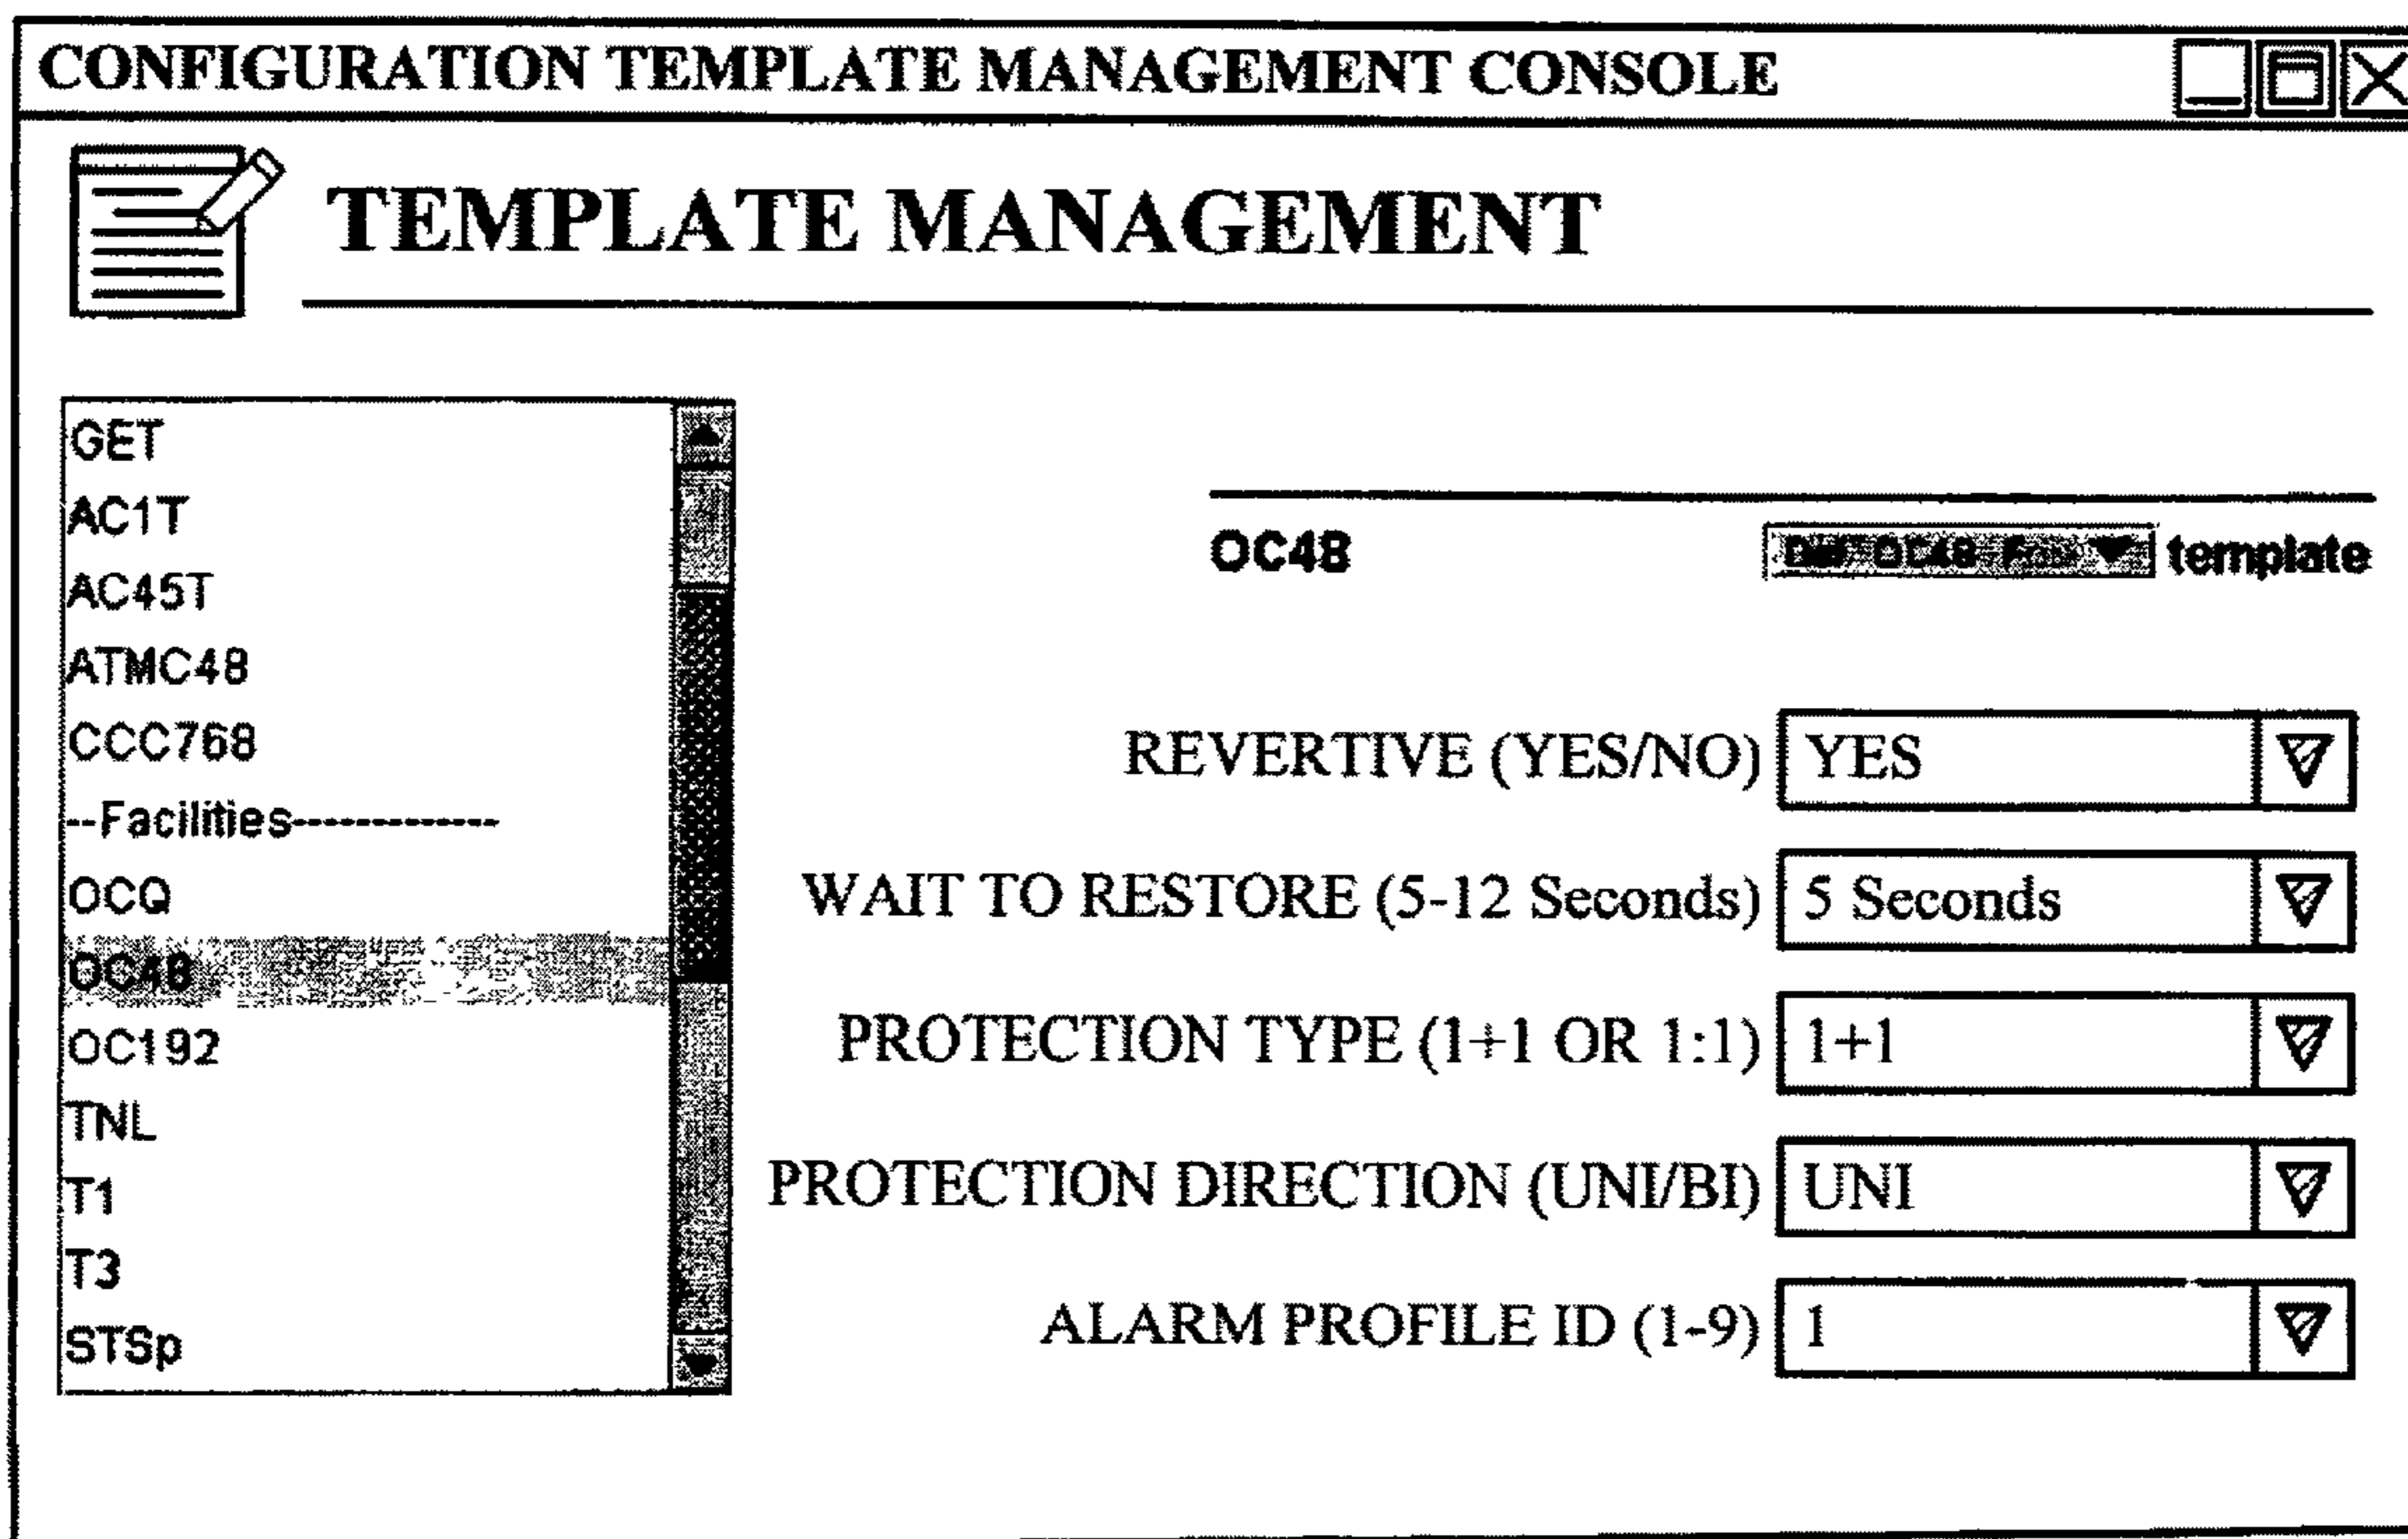 CONFIGURATION TEMPLATE MANAGEMENT CONSOLE
TEMPLATE MANAGEMENT
GET
AC1T
AC45T
ATMC48
CCC768
--Facilities-------------
OCQ
OC48
OC192
TNL
T1
T3
STSp
OC48 OC48 template
REVERTIVE (YES/NO) YES
WAIT TO RESTORE (5-12 Seconds) 5 Seconds
PROTECTION TYPE (1+1 OR 1:1) 1+1
PROTECTION DIRECTION (UNI/BI) UNI
ALARM PROFILE ID (1-9) 1